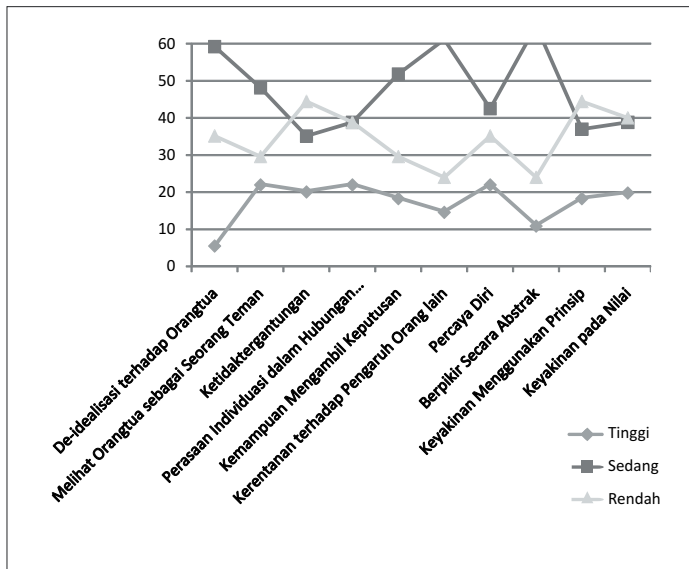 60
50
40
30
20
10
0
De-idealisasi terhadap Orangtua
Melihat Orangtua sebagai Seorang Teman
Ketidaktergantungan
Perasaan Individuasi dalam Hubungan...
Kemampuan Mengambil Keputusan
Kerentanan terhadap Pengaruh Orang lain
Percaya Diri
Berpikir Secara Abstrak
Keyakinan Menggunakan Prinsip
Keyakinan pada Nilai
Tinggi
Sedang
Rendah